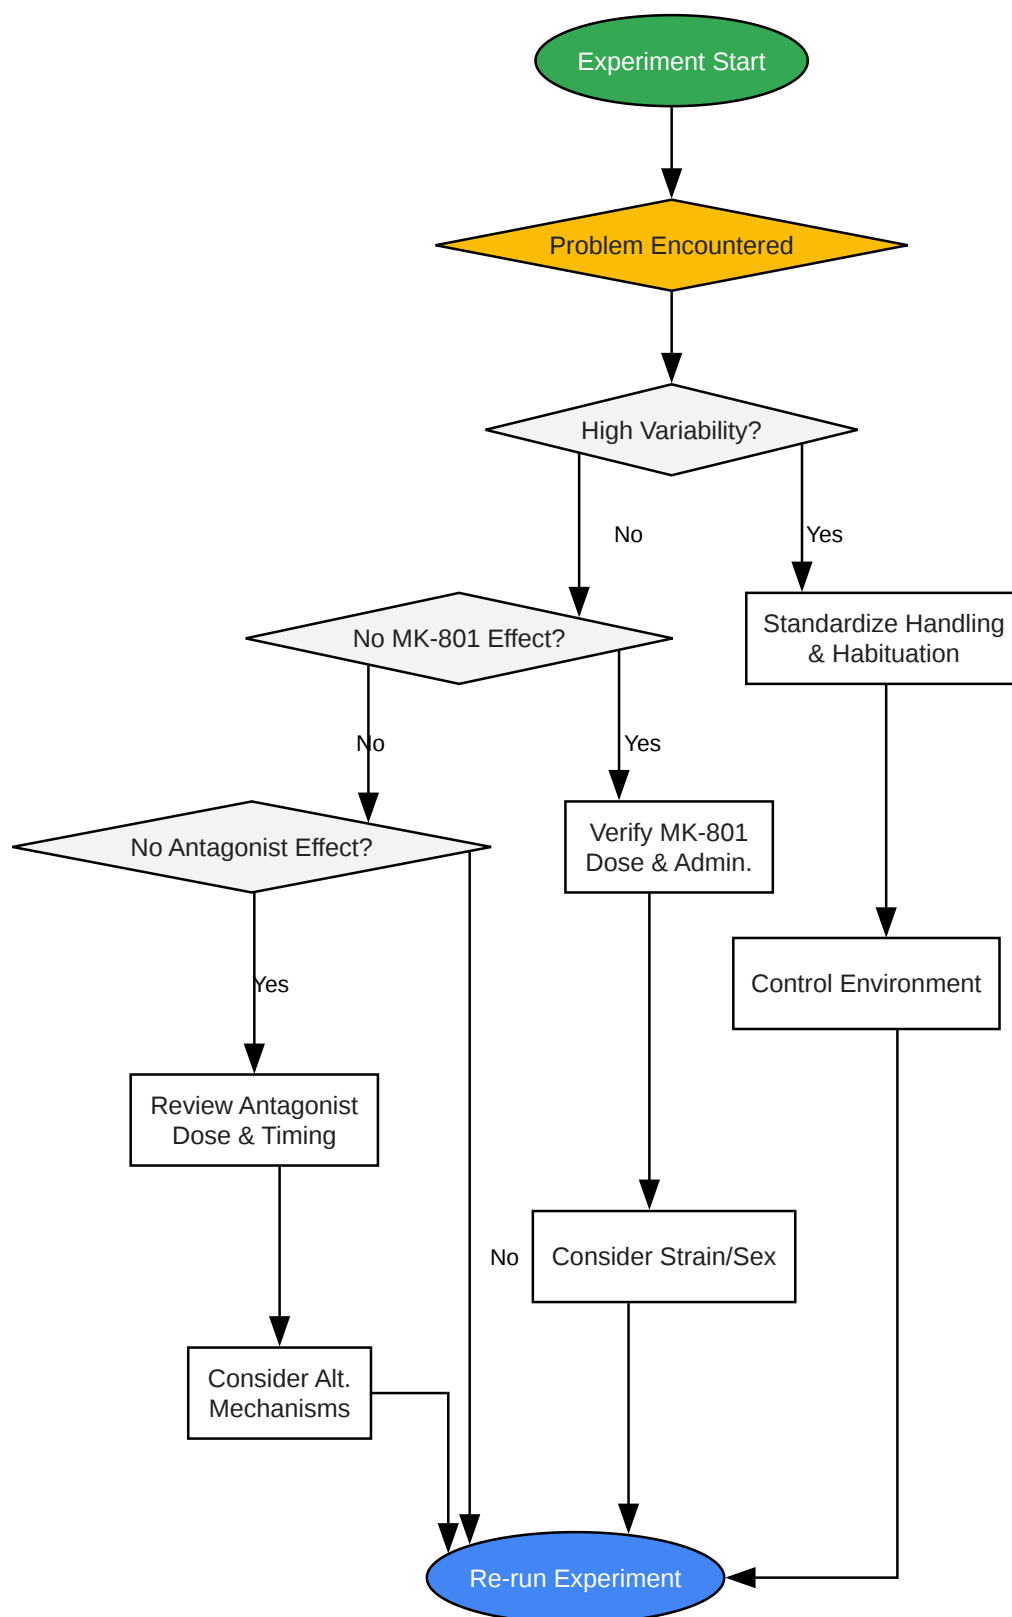 Experiment Start
Problem Encountered
High Variability?
No
Yes
Standardize Handling
& Habituation
No MK-801 Effect?
No
Yes
Verify MK-801
Dose & Admin.
No Antagonist Effect?
Yes
Control Environment
Review Antagonist
Dose & Timing
No
Consider Strain/Sex
Consider Alt.
Mechanisms
Re-run Experiment